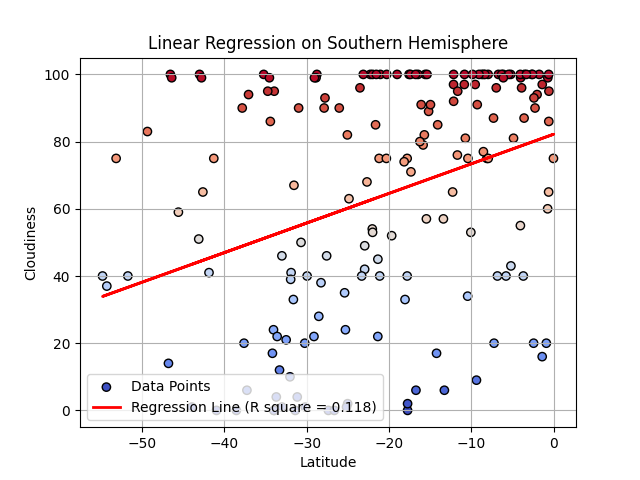 Linear Regression on Southern Hemisphere
100
80
60
40
20
0
Cloudiness
Data Points
Regression Line (R square = 0.118)
−50
−40
−30
−20
−10
0
Latitude